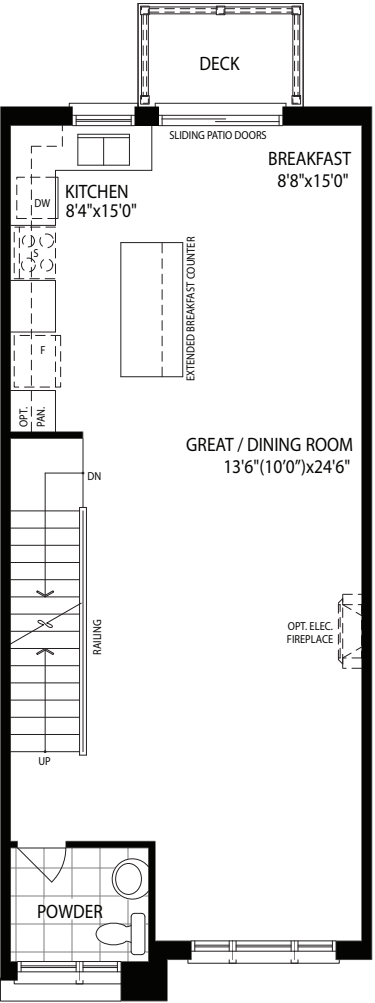 DECK
SLIDING PATIO DOORS
BREAKFAST
8'8"x15'0"
KITCHEN
8'4"x15'0"
DW
S
EXTENDED BREAKFAST COUNTER
F
OPT.
PAN.
GREAT / DINING ROOM
13'6"(10'0")x24'6"
DN
RAILING
OPT. ELEC.
FIREPLACE
UP
POWDER